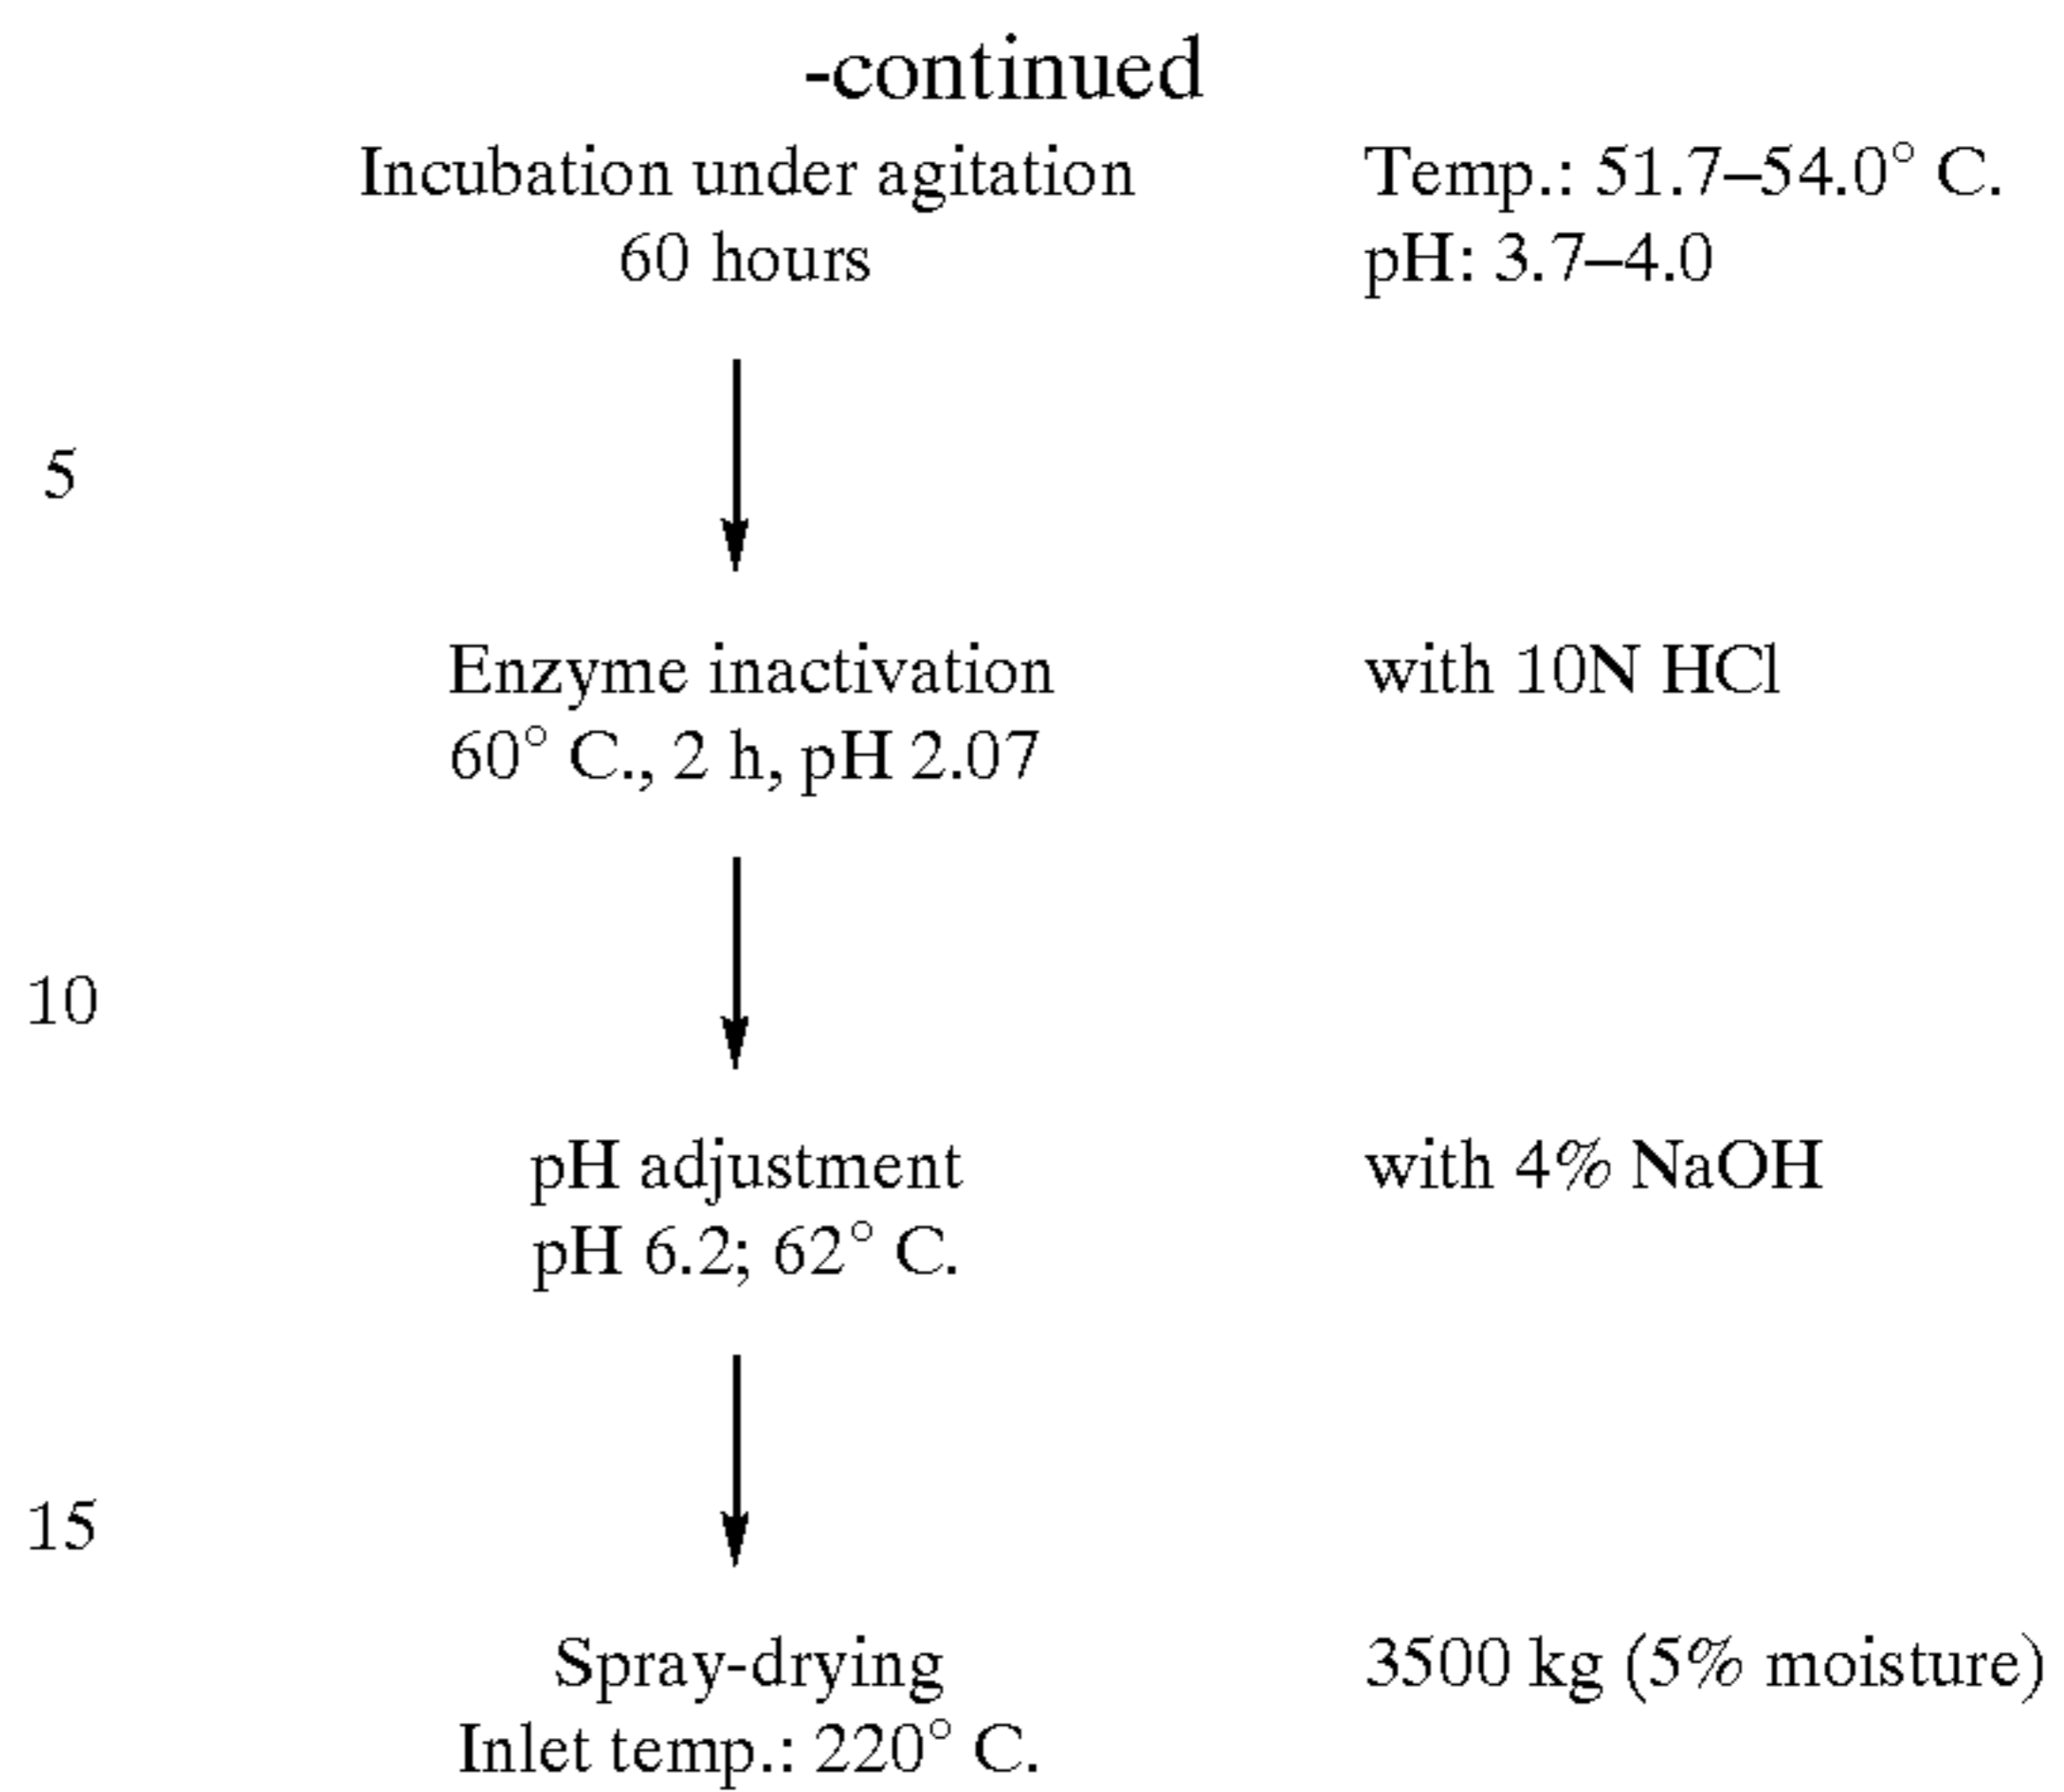 -continued
Incubation under agitation Temp.: 51.7–54.0° C.
60 hours pH: 3.7–4.0
5
Enzyme inactivation with 10N HCl
60° C., 2 h, pH 2.07
10
pH adjustment with 4% NaOH
pH 6.2; 62° C.
15
Spray-drying 3500 kg (5% moisture)
Inlet temp.: 220° C.